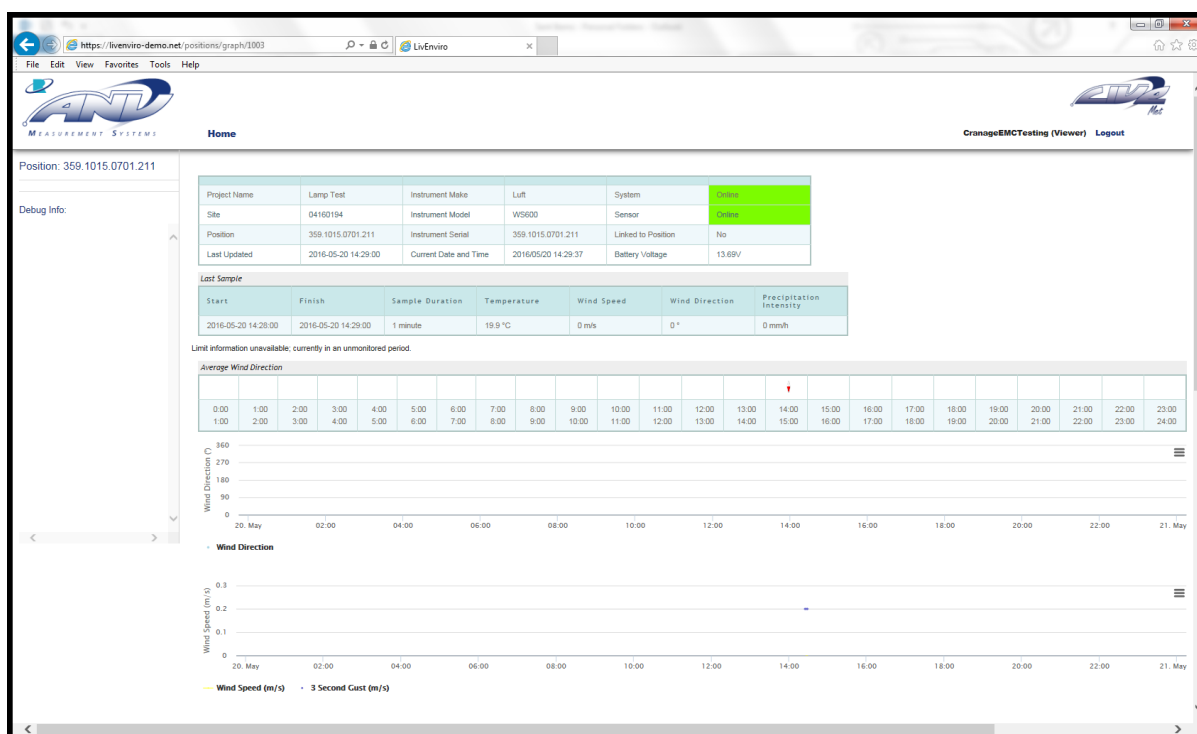 https://livenviro-demo.net/positions/graph/1003
LivEnviro
File Edit View Favorites Tools Help
ANV
MEASUREMENT SYSTEMS
LIVE
Met
Home
CranageEMCTesting (Viewer) Logout
Position: 359.1015.0701.211
Debug Info:
Project Name Lamp Test Instrument Make Luft System Online
Site 04160194 Instrument Model WS600 Sensor Online
Position 359.1015.0701.211 Instrument Serial 359.1015.0701.211 Linked to Position No
Last Updated 2016-05-20 14:29:00 Current Date and Time 2016/05/20 14:29:37 Battery Voltage 13.69V
Last Sample
Start Finish Sample Duration Temperature Wind Speed Wind Direction Precipitation Intensity
2016-05-20 14:28:00 2016-05-20 14:29:00 1 minute 19.9 °C 0 m/s 0 ° 0 mm/h
Limit information unavailable; currently in an unmonitored period.
Average Wind Direction
0:00 1:00 2:00 3:00 4:00 5:00 6:00 7:00 8:00 9:00 10:00 11:00 12:00 13:00 14:00 15:00 16:00 17:00 18:00 19:00 20:00 21:00 22:00 23:00
1:00 2:00 3:00 4:00 5:00 6:00 7:00 8:00 9:00 10:00 11:00 12:00 13:00 14:00 15:00 16:00 17:00 18:00 19:00 20:00 21:00 22:00 23:00 24:00
Wind Direction (°)
360
270
180
90
0
20. May 02:00 04:00 06:00 08:00 10:00 12:00 14:00 16:00 18:00 20:00 22:00 21. May
Wind Direction
Wind Speed (m/s)
0.3
0.2
0.1
0
20. May 02:00 04:00 06:00 08:00 10:00 12:00 14:00 16:00 18:00 20:00 22:00 21. May
Wind Speed (m/s) 3 Second Gust (m/s)